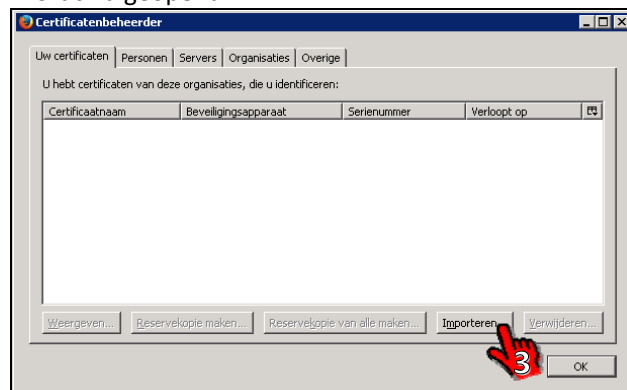 Certificatenbeheerder
Uw certificaten Personen Servers Organisaties Overige
U hebt certificaten van deze organisaties, die u identificeren:
Certificaatnaam Beveiligingsapparaat Serienummer Verloopt op
Weergeven... Reservekopie maken... Reservekopie van alle maken... Importeren... Verwijderen...
3
OK